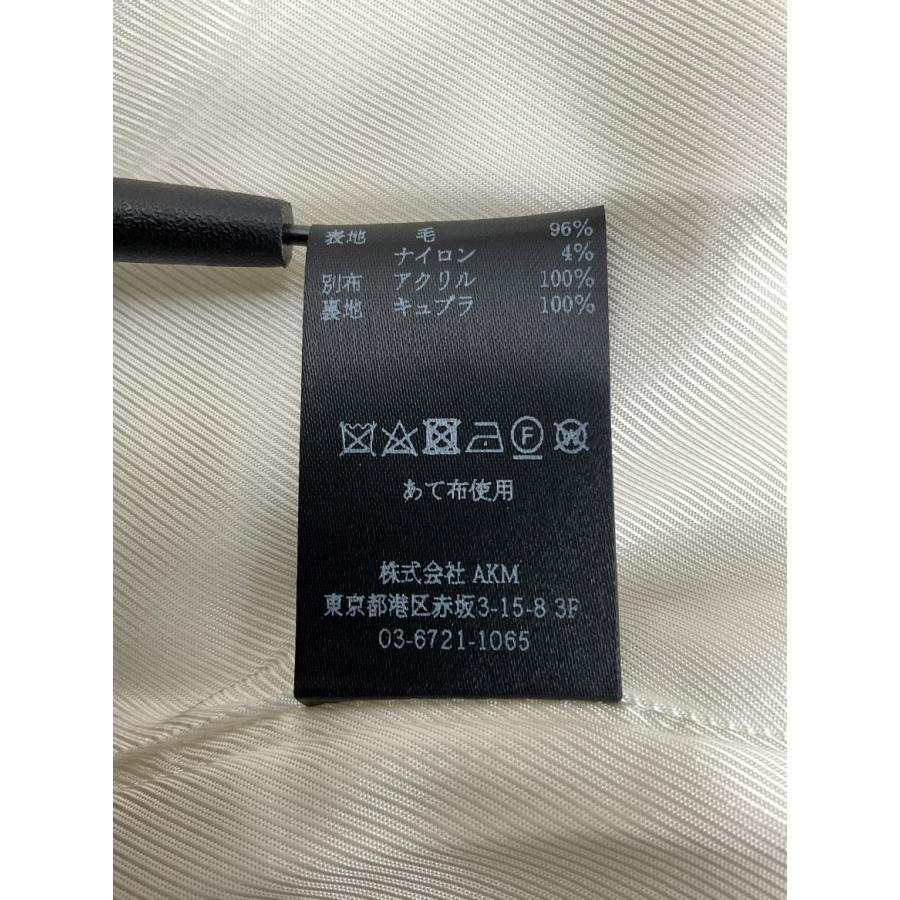 表地 毛 96%
ナイロン 4%
別布 アクリル 100%
裏地 キュプラ 100%
F W
あて布使用
株式会社 AKM
東京都港区赤坂3-15-8 3F
03-6721-1065